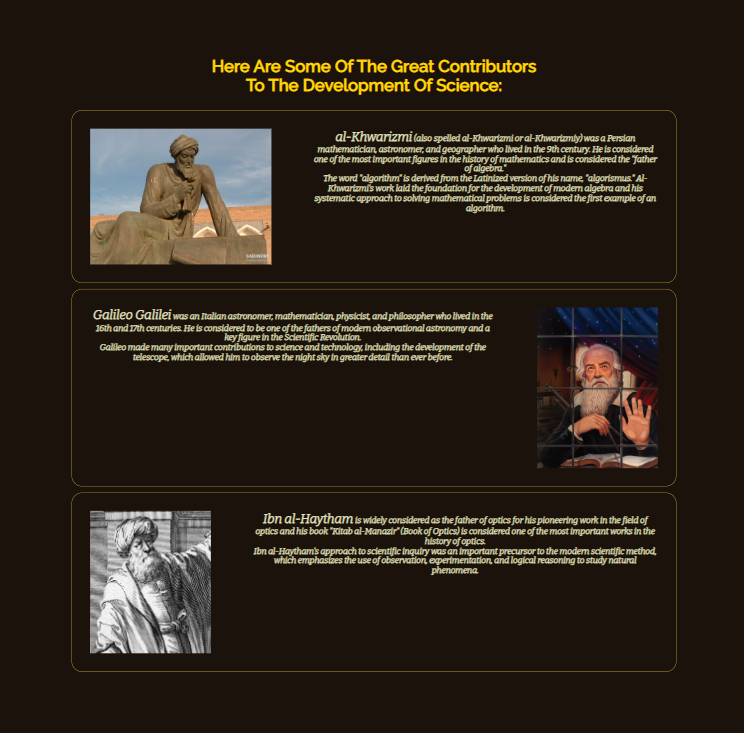 Here Are Some Of The Great Contributors
To The Development Of Science:
al-Khwarizmi (also spelled al-Khwarizmi or al-Khwarizmiy) was a Persian
mathematician, astronomer, and geographer who lived in the 9th century. He is considered
one of the most important figures in the history of mathematics and is considered the "father
of algebra."
The word "algorithm" is derived from the Latinized version of his name, "algorismus." Al-
Khwarizmi's work laid the foundation for the development of modern algebra and his
systematic approach to solving mathematical problems is considered the first example of an
algorithm.
Galileo Galilei was an Italian astronomer, mathematician, physicist, and philosopher who lived in the
16th and 17th centuries. He is considered to be one of the fathers of modern observational astronomy and a
key figure in the Scientific Revolution.
Galileo made many important contributions to science and technology, including the development of the
telescope, which allowed him to observe the night sky in greater detail than ever before.
Ibn al-Haytham is widely considered as the father of optics for his pioneering work in the field of
optics and his book "Kitab al-Manazir" (Book of Optics) is considered one of the most important works in the
history of optics.
Ibn al-Haytham's approach to scientific inquiry was an important precursor to the modern scientific method,
which emphasizes the use of observation, experimentation, and logical reasoning to study natural
phenomena.